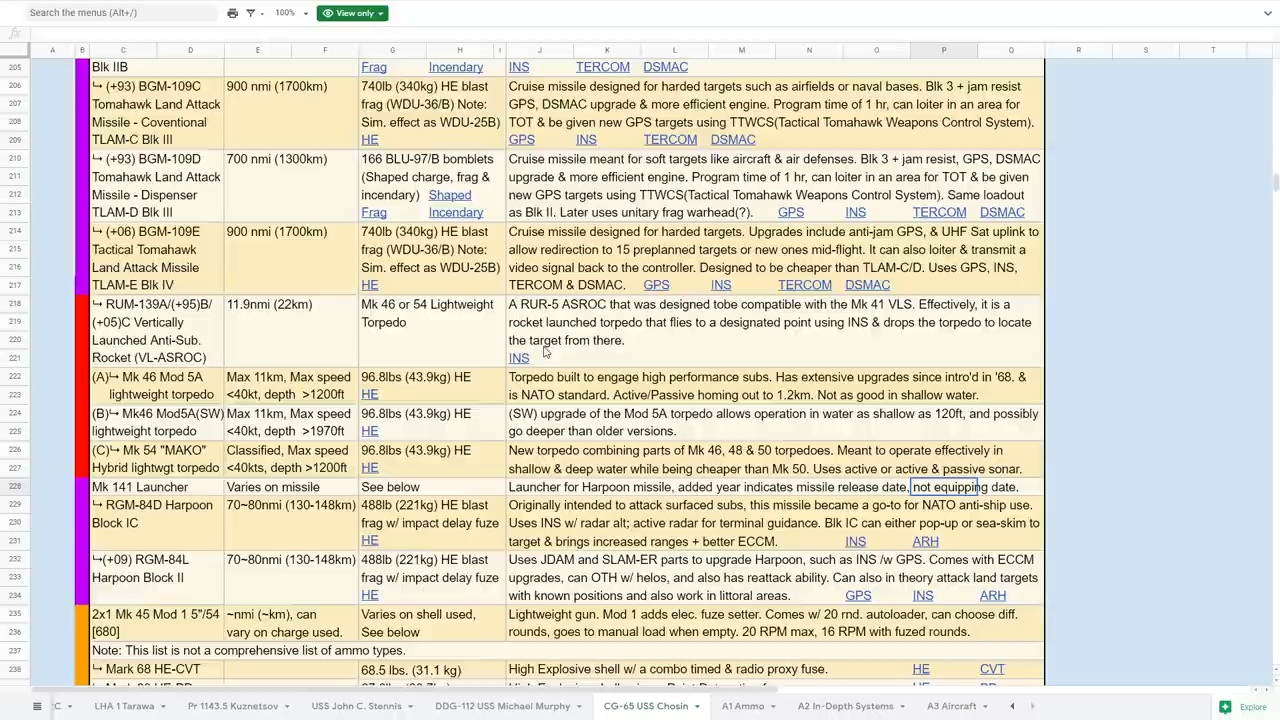 Search the menus (Alt+/)
100%
View only
fx
A B C D E F G H I J K L M N O P Q R S T
205 Blk IIB Frag Incendary INS TERCOM DSMAC
206 ↳ (+93) BGM-109C 900 nmi (1700km) 740lb (340kg) HE blast Cruise missile designed for harded targets such as airfields or naval bases. Blk 3 + jam resist
207 Tomahawk Land Attack frag (WDU-36/B) Note: GPS, DSMAC upgrade & more efficient engine. Program time of 1 hr, can loiter in an area for
208 Missile - Coventional Sim. effect as WDU-25B) TOT & be given new GPS targets using TTWCS(Tactical Tomahawk Weapons Control System).
209 TLAM-C Blk III HE GPS INS TERCOM DSMAC
210 ↳ (+93) BGM-109D 700 nmi (1300km) 166 BLU-97/B bomblets Cruise missile meant for soft targets like aircraft & air defenses. Blk 3 + jam resist, GPS, DSMAC
211 Tomahawk Land Attack (Shaped charge, frag & upgrade & more efficient engine. Program time of 1 hr, can loiter in an area for TOT & be given
212 Missile - Dispenser incendary) Shaped new GPS targets using TTWCS(Tactical Tomahawk Weapons Control System). Same loadout
213 TLAM-D Blk III Frag Incendary as Blk II. Later uses unitary frag warhead(?). GPS INS TERCOM DSMAC
214 ↳ (+06) BGM-109E 900 nmi (1700km) 740lb (340kg) HE blast Cruise missile designed for harded targets. Upgrades include anti-jam GPS, & UHF Sat uplink to
215 Tactical Tomahawk frag (WDU-36/B) Note: allow redirection to 15 preplanned targets or new ones mid-flight. It can also loiter & transmit a
216 Land Attack Missile Sim. effect as WDU-25B) video signal back to the controller. Designed to be cheaper than TLAM-C/D. Uses GPS, INS,
217 TLAM-E Blk IV HE TERCOM & DSMAC. GPS INS TERCOM DSMAC
218 ↳ RUM-139A/(+95)B/ 11.9nmi (22km) Mk 46 or 54 Lightweight A RUR-5 ASROC that was designed tobe compatible with the Mk 41 VLS. Effectively, it is a
219 (+05)C Vertically Torpedo rocket launched torpedo that flies to a designated point using INS & drops the torpedo to locate
220 Launched Anti-Sub. the target from there.
221 Rocket (VL-ASROC) INS
222 (A)↳ Mk 46 Mod 5A Max 11km, Max speed 96.8lbs (43.9kg) HE Torpedo built to engage high performance subs. Has extensive upgrades since intro'd in '68. &
223 lightweight torpedo <40kt, depth >1200ft HE is NATO standard. Active/Passive homing out to 1.2km. Not as good in shallow water.
224 (B)↳ Mk46 Mod5A(SW) Max 11km, Max speed 96.8lbs (43.9kg) HE (SW) upgrade of the Mod 5A torpedo allows operation in water as shallow as 120ft, and possibly
225 lightweight torpedo <40kt, depth >1970ft HE go deeper than older versions.
226 (C)↳ Mk 54 "MAKO" Classified, Max speed 96.8lbs (43.9kg) HE New torpedo combining parts of Mk 46, 48 & 50 torpedoes. Meant to operate effectively in
227 Hybrid lightwgt torpedo <40kts, depth >1200ft HE shallow & deep water while being cheaper than Mk 50. Uses active or active & passive sonar.
228 Mk 141 Launcher Varies on missile See below Launcher for Harpoon missile, added year indicates missile release date, not equipping date.
229 ↳ RGM-84D Harpoon 70~80nmi (130-148km) 488lb (221kg) HE blast Originally intended to attack surfaced subs, this missile became a go-to for NATO anti-ship use.
230 Block IC frag w/ impact delay fuze Uses INS w/ radar alt; active radar for terminal guidance. Blk IC can either pop-up or sea-skim to
231 HE target & brings increased ranges + better ECCM. INS ARH
232 ↳(+09) RGM-84L 70~80nmi (130-148km) 488lb (221kg) HE blast Uses JDAM and SLAM-ER parts to upgrade Harpoon, such as INS /w GPS. Comes with ECCM
233 Harpoon Block II frag w/ impact delay fuze upgrades, can OTH w/ helos, and also has reattack ability. Can also in theory attack land targets
234 HE with known positions and also work in littoral areas. GPS INS ARH
235 2x1 Mk 45 Mod 1 5"/54 ~nmi (~km), can Varies on shell used, Lightweight gun. Mod 1 adds elec. fuze setter. Comes w/ 20 rnd. autoloader, can choose diff.
236 [680] vary on charge used. See below rounds, goes to manual load when empty. 20 RPM max, 16 RPM with fuzed rounds.
237 Note: This list is not a comprehensive list of ammo types.
238 ↳ Mark 68 HE-CVT 68.5 lbs. (31.1 kg) High Explosive shell w/ a combo timed & radio proxy fuse. HE CVT
C. LHA 1 Tarawa Pr 1143.5 Kuznetsov USS John C. Stennis DDG-112 USS Michael Murphy CG-65 USS Chosin A1 Ammo A2 In-Depth Systems A3 Aircraft Explore